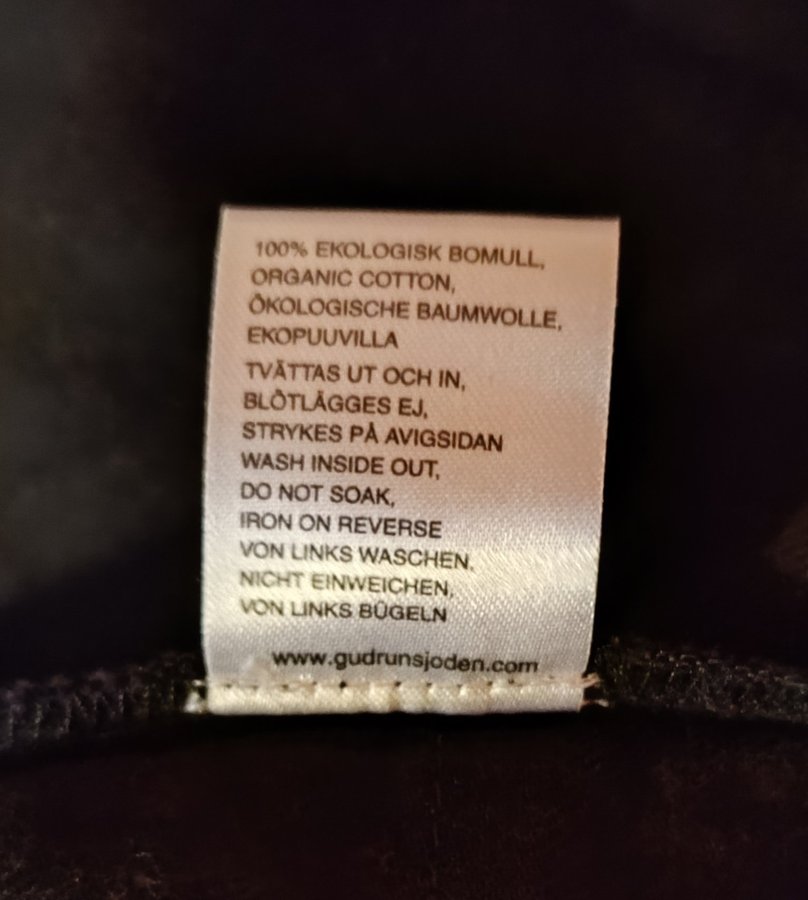 100% EKOLOGISK BOMULL,
ORGANIC COTTON,
ÖKOLOGISCHE BAUMWOLLE,
EKOPUUVILLA
TVÄTTAS UT OCH IN,
BLÖTLÄGGES EJ,
STRYKES PÅ AVIGSIDAN
WASH INSIDE OUT,
DO NOT SOAK,
IRON ON REVERSE
VON LINKS WASCHEN,
NICHT EINWEICHEN,
VON LINKS BÜGELN
www.gudrunsjoden.com